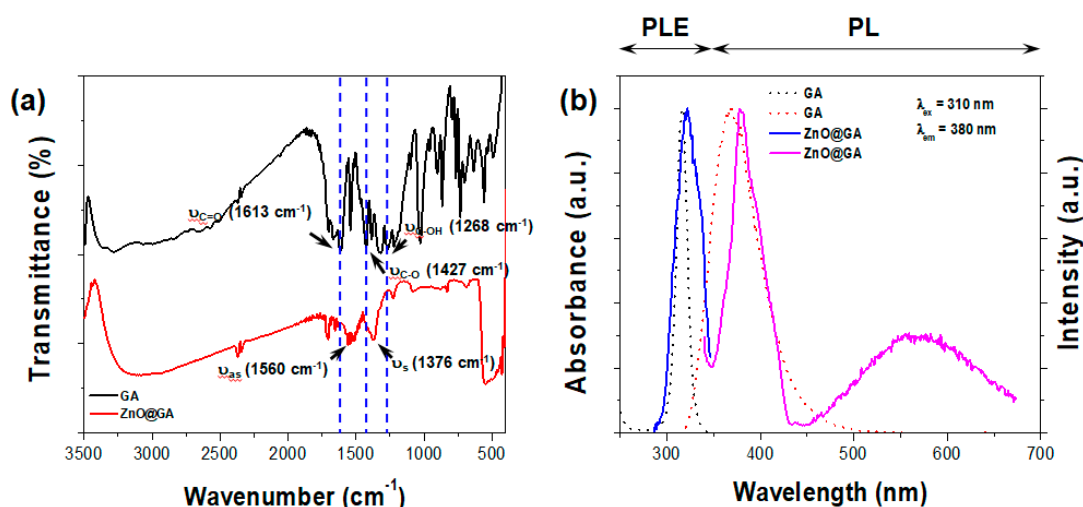 PLE
PL
(a)
Transmittance (%)
υC=O (1613 cm-1)
υC-OH (1268 cm-1)
υC-O (1427 cm-1)
υas (1560 cm-1)
υs (1376 cm-1)
GA
ZnO@GA
3500 3000 2500 2000 1500 1000 500
Wavenumber (cm-1)
(b)
Absorbance (a.u.)
GA
GA
ZnO@GA
ZnO@GA
λex = 310 nm
λem = 380 nm
Intensity (a.u.)
300 400 500 600 700
Wavelength (nm)